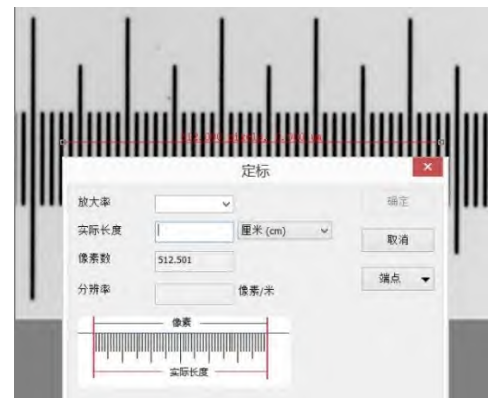 定标
放大率
确定
实际长度
厘米 (cm)
取消
像素数
512.501
端点
分辨率
像素/米
像素
实际长度